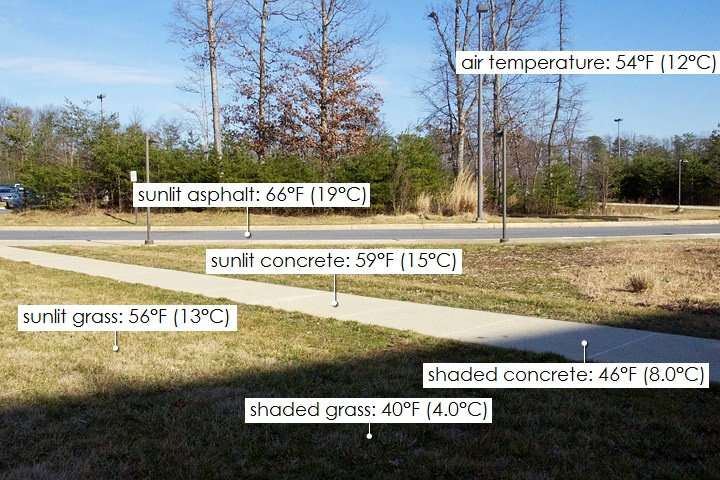 air temperature: 54°F (12°C)
sunlit asphalt: 66°F (19°C)
sunlit concrete: 59°F (15°C)
sunlit grass: 56°F (13°C)
shaded concrete: 46°F (8.0°C)
shaded grass: 40°F (4.0°C)